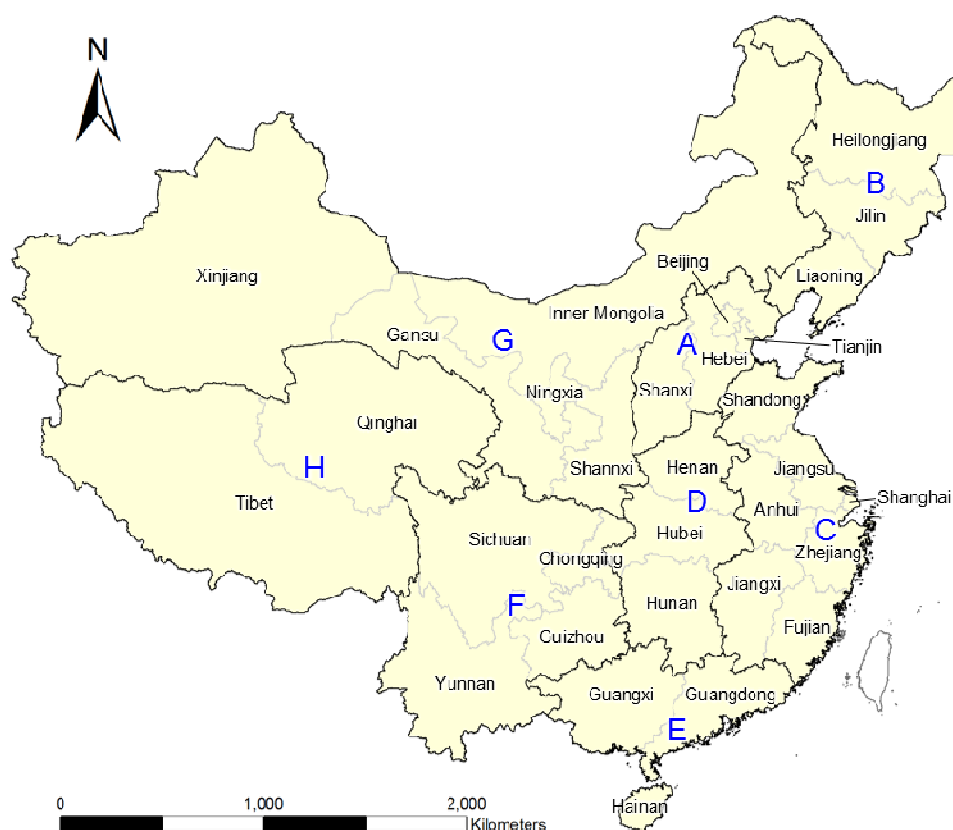 N
Heilongjiang
B
Jilin
Beijing
Liaoning
Xinjiang
Inner Mongolia
Gansu
G
A
Tianjin
Hebei
Ningxia
Shanxi
Shandong
Qinghai
H
Shannxi
Henan
Jiangsu
Tibet
D
Anhui
Shanghai
Sichuan
Hubei
C
Zhejiang
Chongqing
Jiangxi
F
Hunan
Guizhou
Fujian
Yunnan
Guangxi
Guangdong
E
Hainan
0 1,000 2,000
Kilometers